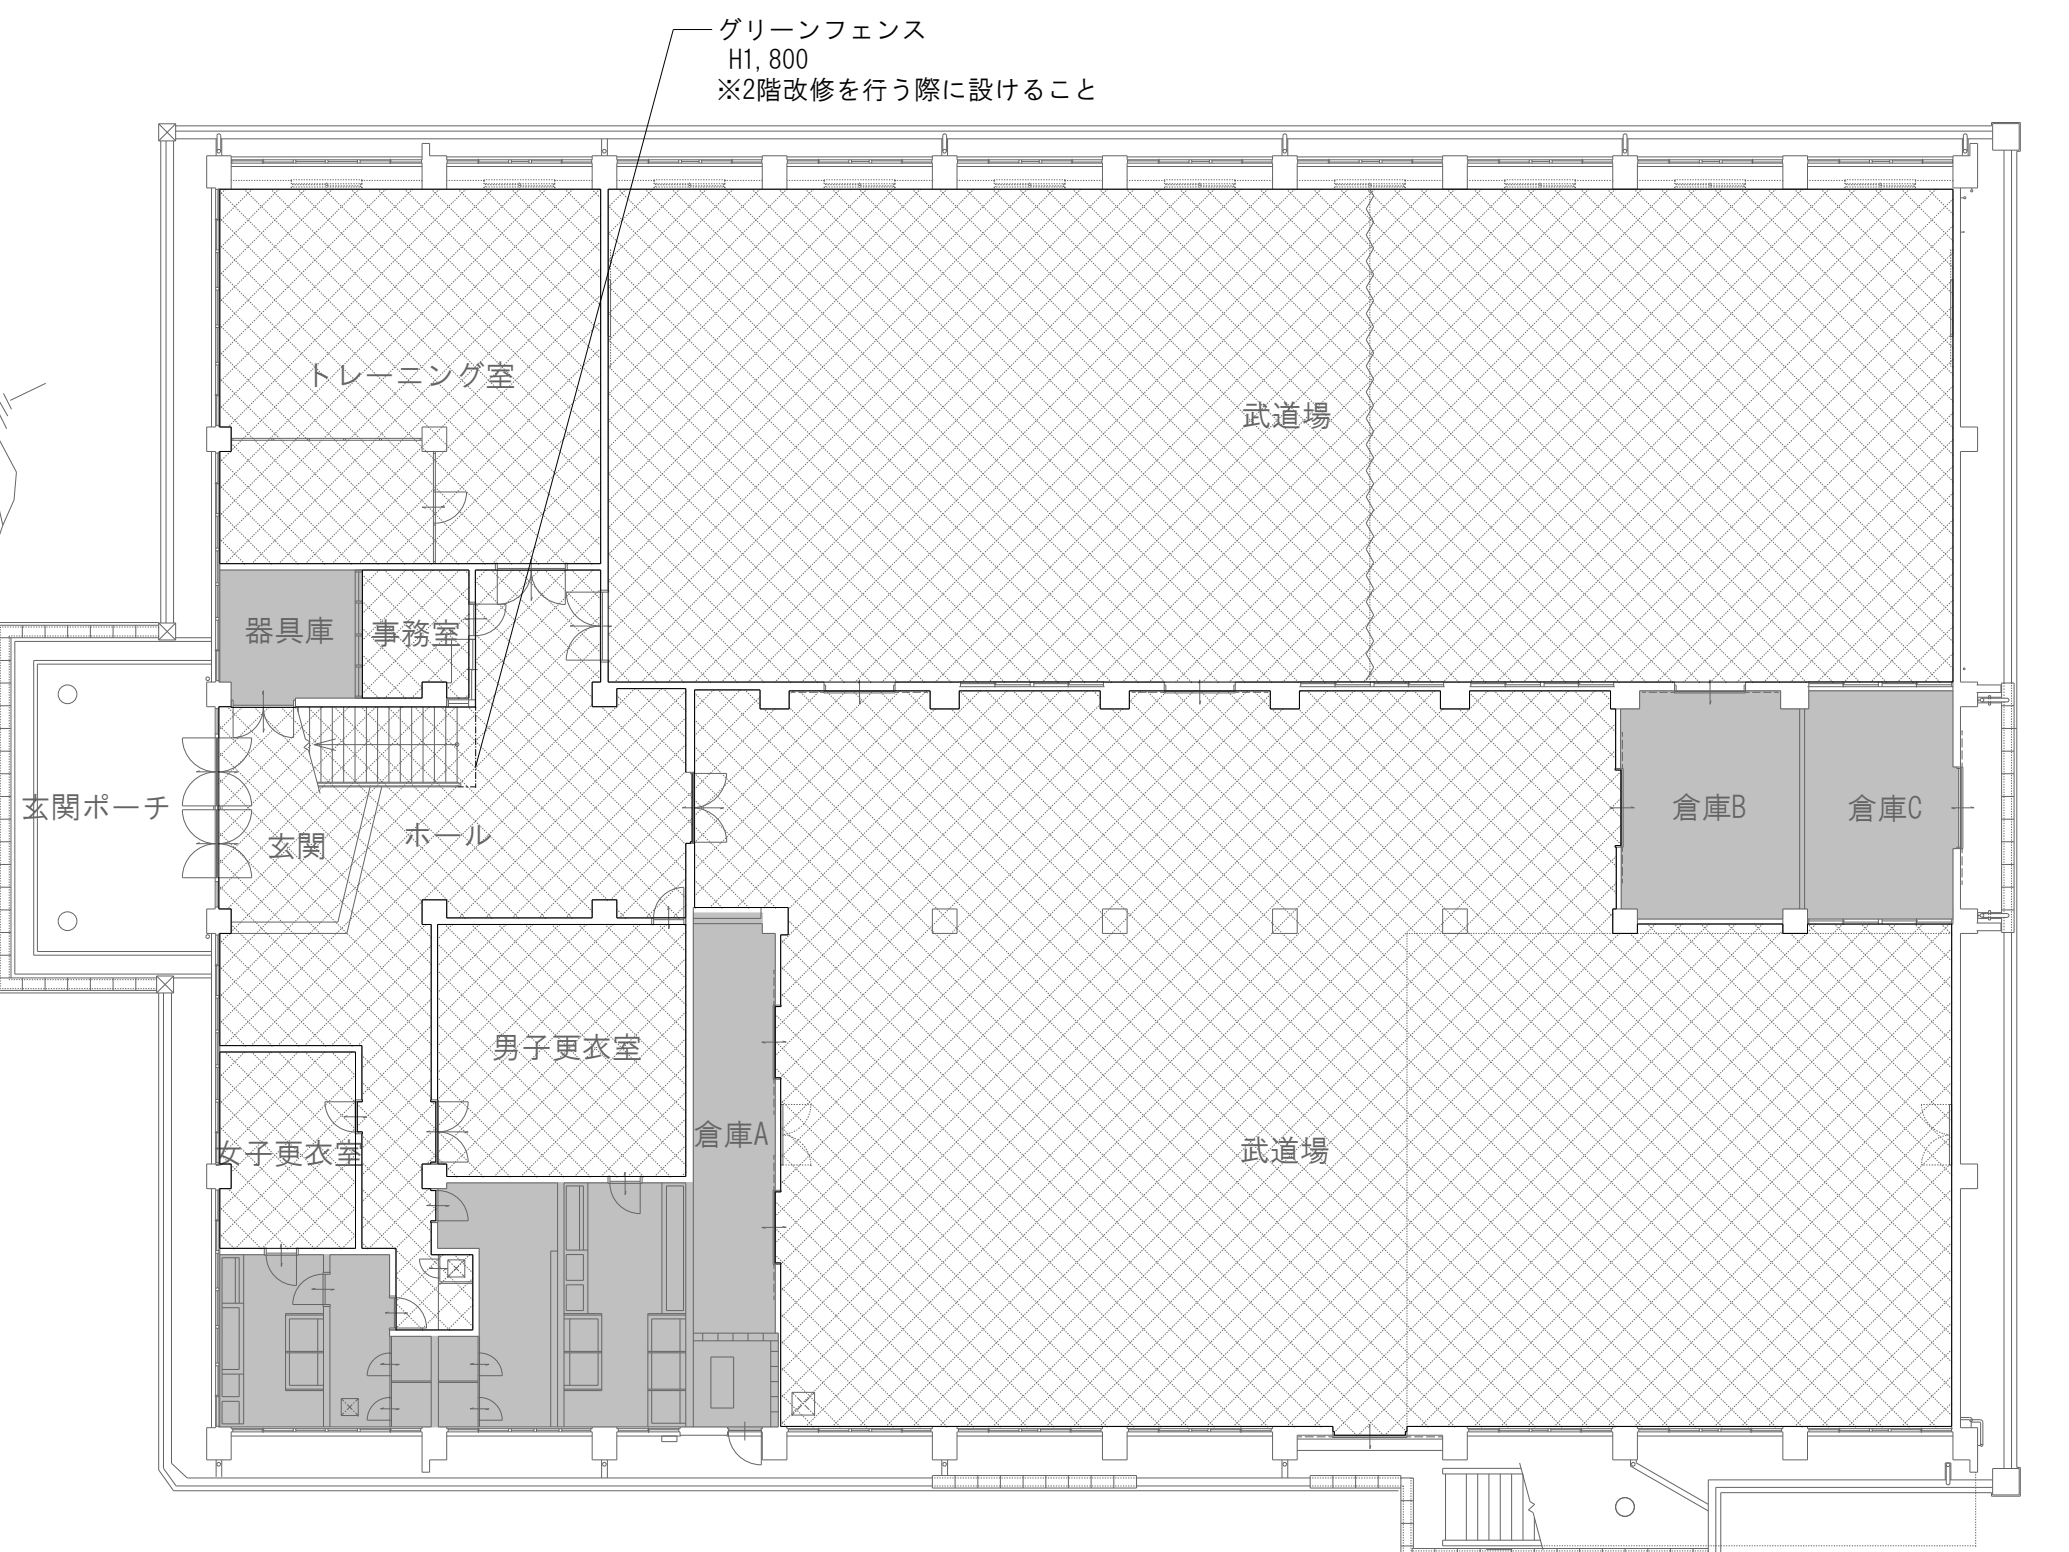 グリーンフェンス
H1,800
※2階改修を行う際に設けること
トレーニング室
武道場
器具庫
事務室
玄関ポーチ
玄関
ホール
倉庫B
倉庫C
男子更衣室
女子更衣室
倉庫A
武道場